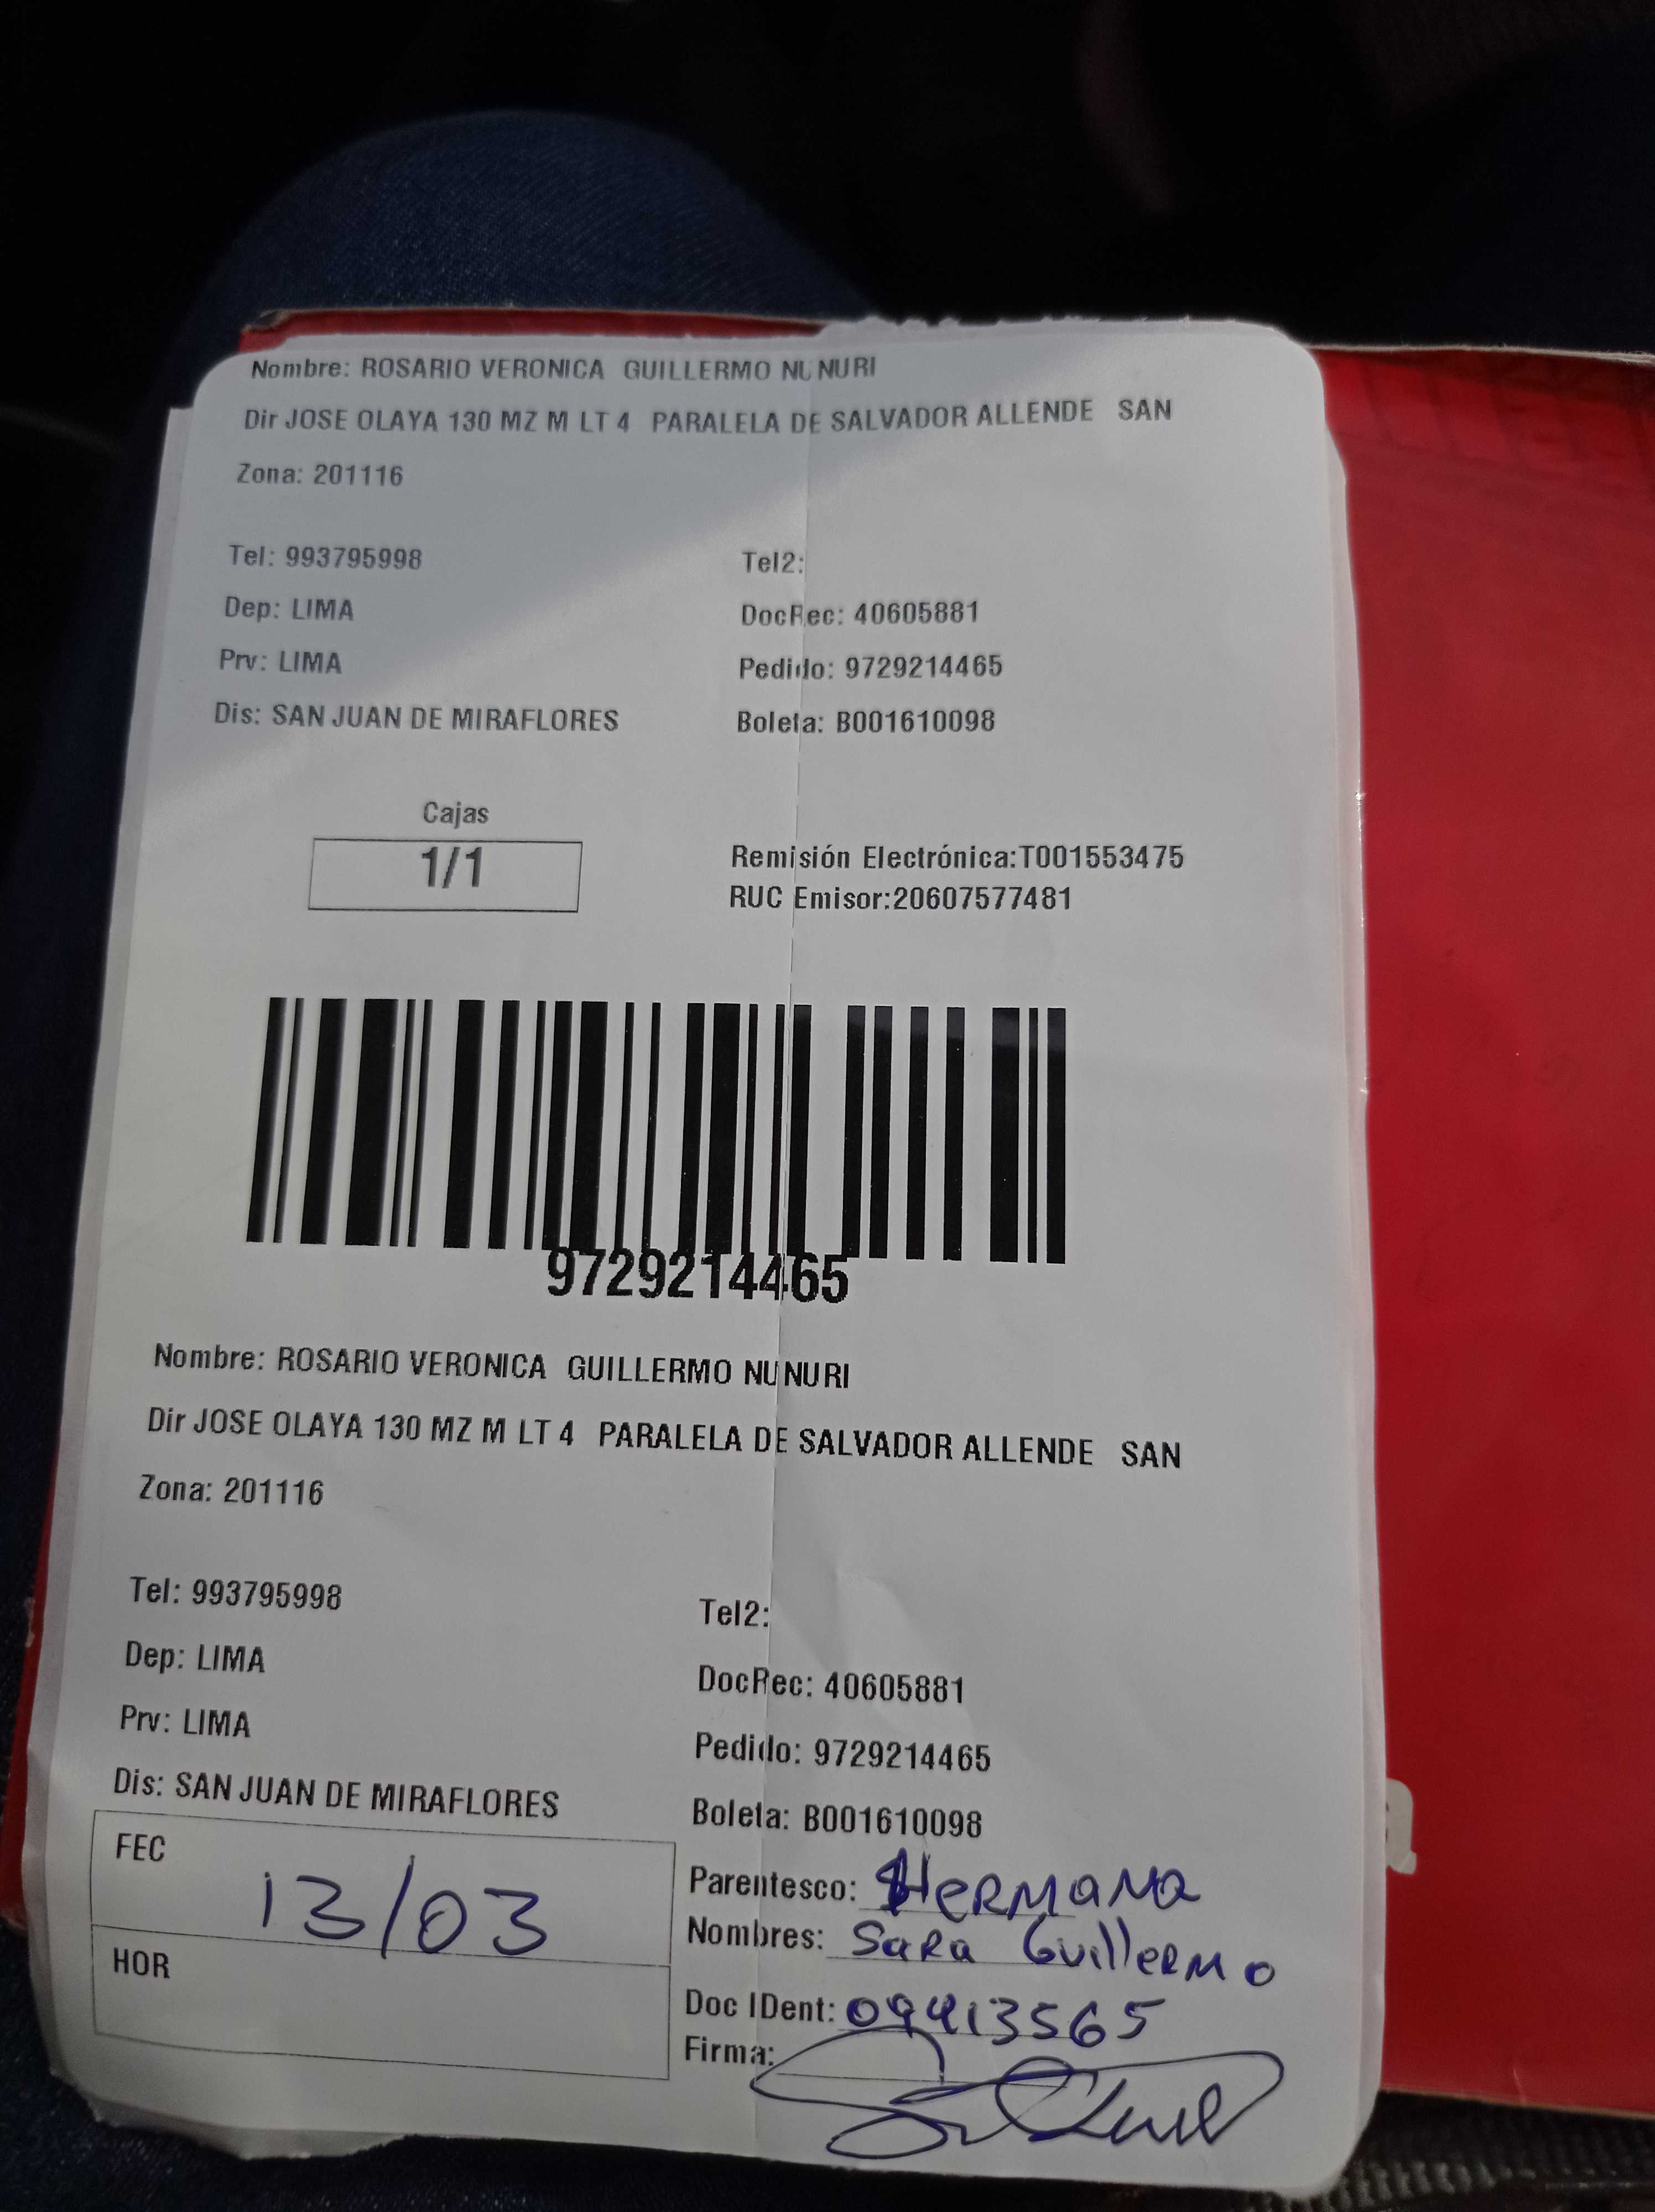 Nombre: ROSARIO VERONICA GUILLERMO NUNURI
Dir JOSE OLAYA 130 MZ M LT 4 PARALELA DE SALVADOR ALLENDE SAN
Zona: 201116
Tel: 993795998 Tel2:
Dep: LIMA DocRec: 40605881
Prv: LIMA Pedido: 9729214465
Dis: SAN JUAN DE MIRAFLORES Boleta: B001610098
Cajas
1/1
Remisión Electrónica:T001553475
RUC Emisor:20607577481
9729214465
Nombre: ROSARIO VERONICA GUILLERMO NUNURI
Dir JOSE OLAYA 130 MZ M LT 4 PARALELA DE SALVADOR ALLENDE SAN
Zona: 201116
Tel: 993795998 Tel2:
Dep: LIMA DocRec: 40605881
Prv: LIMA Pedido: 9729214465
Dis: SAN JUAN DE MIRAFLORES Boleta: B001610098
FEC 13/03
HOR
Parentesco: HERMANA
Nombres: Sara Guillermo
Doc IDent: 09413565
Firma: